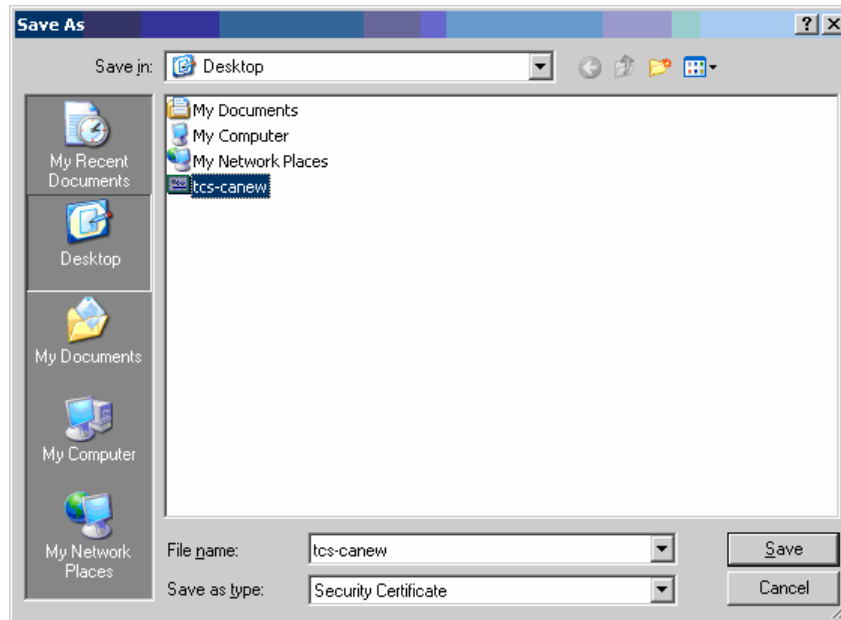 Save As
Save in:
Desktop
My Recent
Documents
Desktop
My Documents
My Computer
My Network
Places
My Documents
My Computer
My Network Places
tcs-canew
File name:
tcs-canew
Save
Save as type:
Security Certificate
Cancel